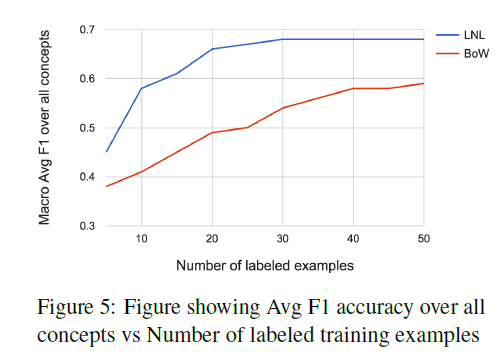 0.7
0.6
0.5
0.4
0.3
Macro Avg F1 over all concepts
10 20 30 40 50
Number of labeled examples
LNL
BoW
Figure 5: Figure showing Avg F1 accuracy over all
concepts vs Number of labeled training examples